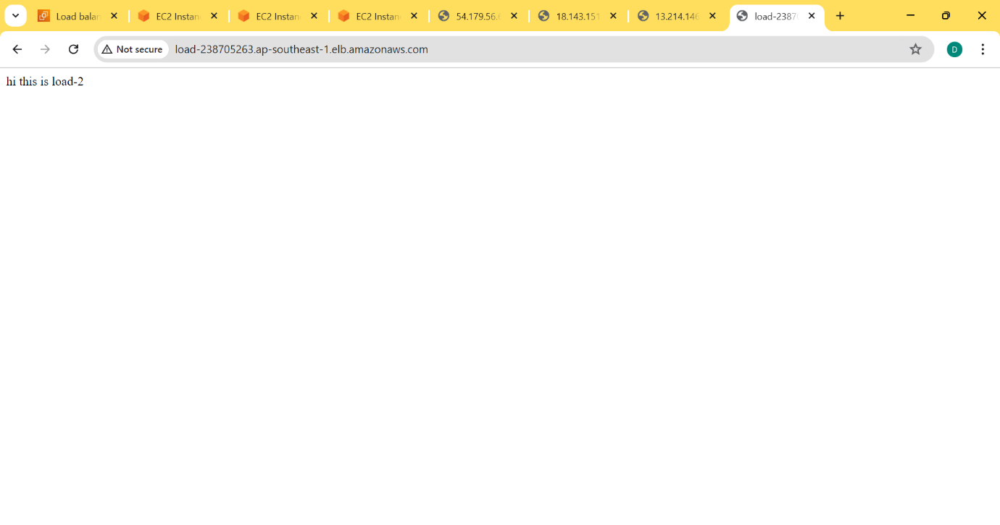 Load balan
EC2 Instan
EC2 Instan
EC2 Instan
54.179.56.
18.143.151
13.214.146
load-2387
Not secure
load-238705263.ap-southeast-1.elb.amazonaws.com
D
hi this is load-2